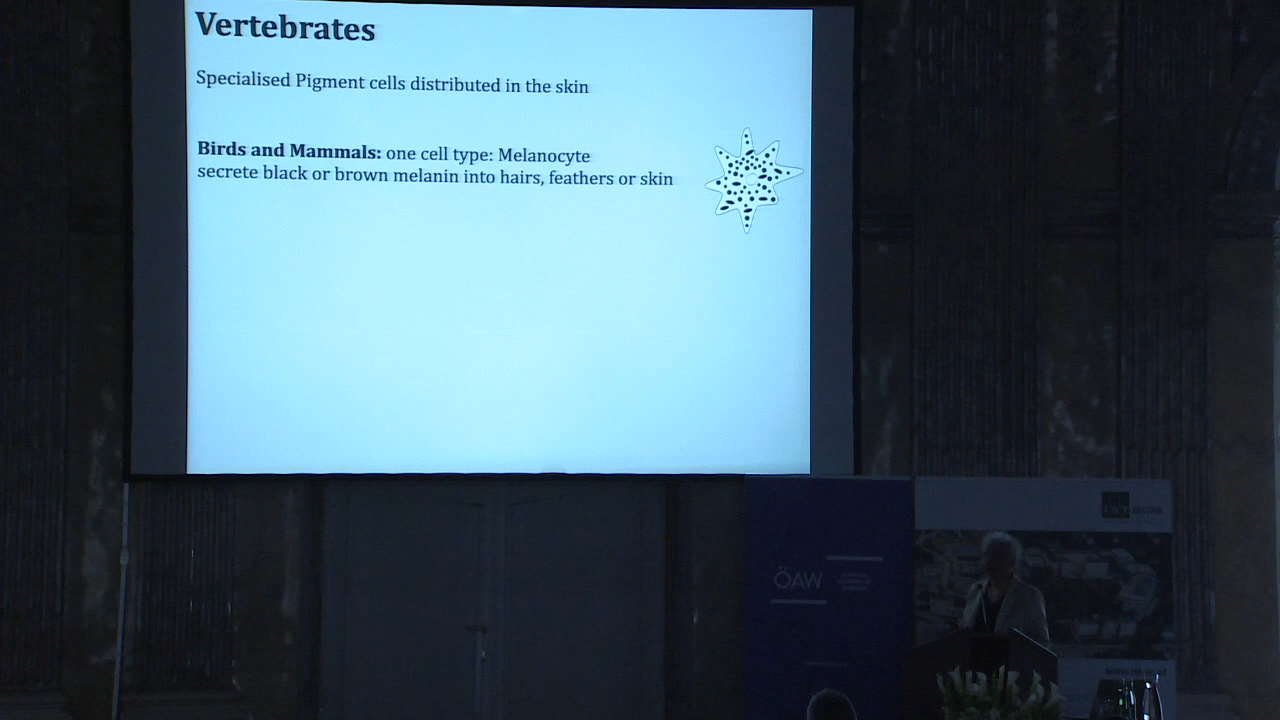 Vertebrates
Specialised Pigment cells distributed in the skin
Birds and Mammals: one cell type: Melanocyte
secrete black or brown melanin into hairs, feathers or skin
ÖAW